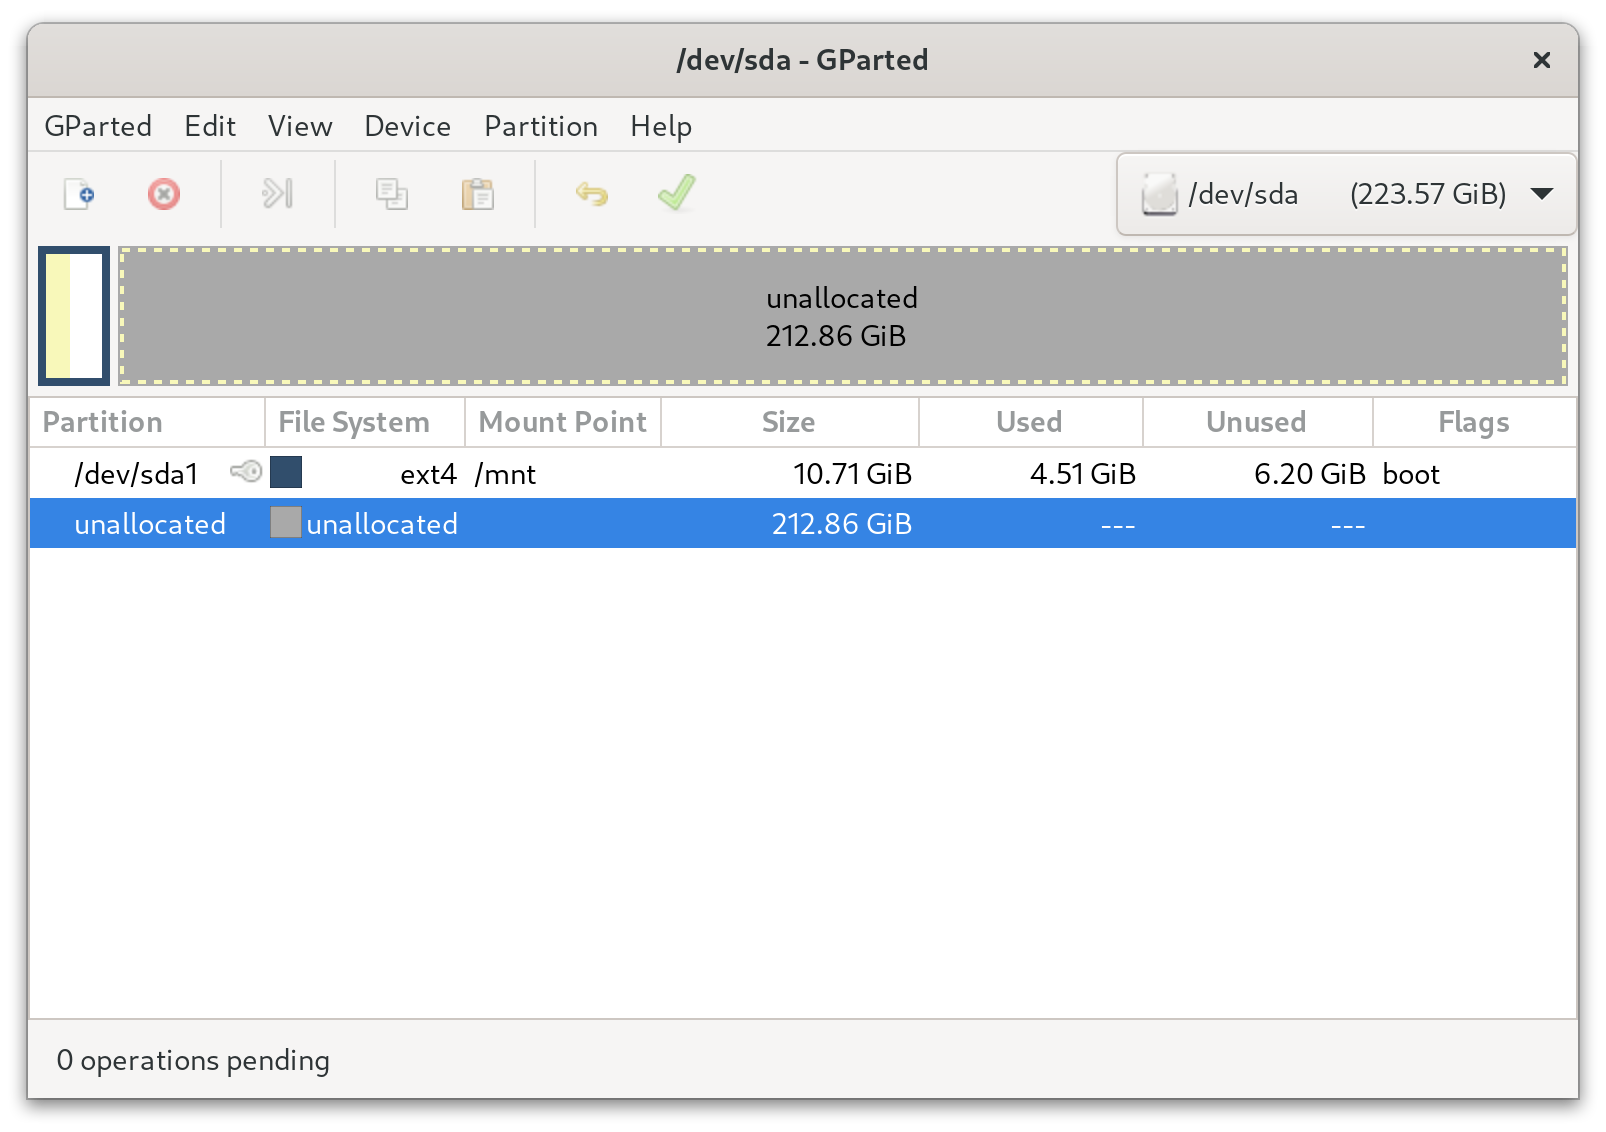 /dev/sda - GParted
GParted Edit View Device Partition Help
/dev/sda (223.57 GiB)
unallocated
212.86 GiB
Partition File System Mount Point Size Used Unused Flags
/dev/sda1 ext4 /mnt 10.71 GiB 4.51 GiB 6.20 GiB boot
unallocated unallocated 212.86 GiB --- ---
0 operations pending